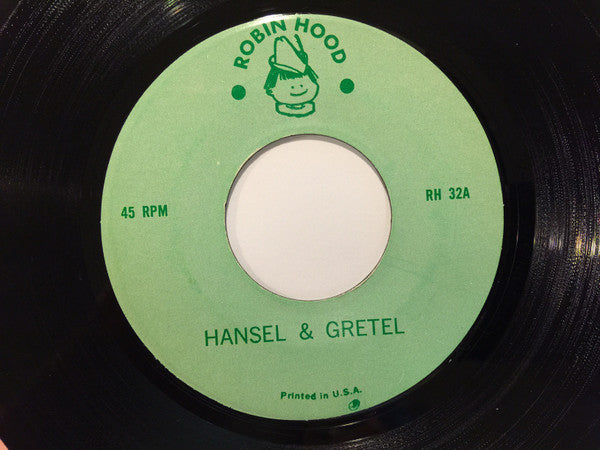 ROBIN HOOD
45 RPM
RH 32A
HANSEL & GRETEL
Printed in U.S.A.